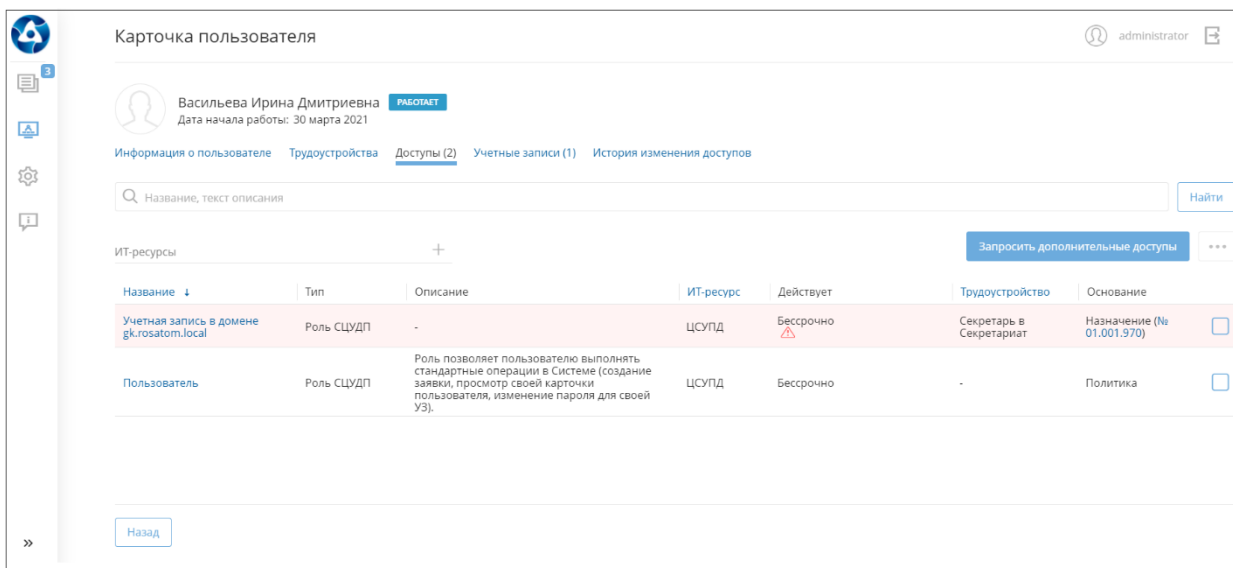 Карточка пользователя
administrator
3
Васильева Ирина Дмитриевна РАБОТАЕТ
Дата начала работы: 30 марта 2021
Информация о пользователе Трудоустройства Доступы (2) Учетные записи (1) История изменения доступов
Название, текст описания
Найти
ИТ-ресурсы +
Запросить дополнительные доступы
Название ↓ Тип Описание ИТ-ресурс Действует Трудоустройство Основание
Учетная запись в домене
gk.rosatom.local
Роль СЦУДП
-
ЦСУПД
Бессрочно
Секретарь в
Секретариат
Назначение (№
01.001.970)
Пользователь
Роль СЦУДП
Роль позволяет пользователю выполнять
стандартные операции в Системе (создание
заявки, просмотр своей карточки
пользователя, изменение пароля для своей
УЗ).
ЦСУПД
Бессрочно
-
Политика
Назад
»